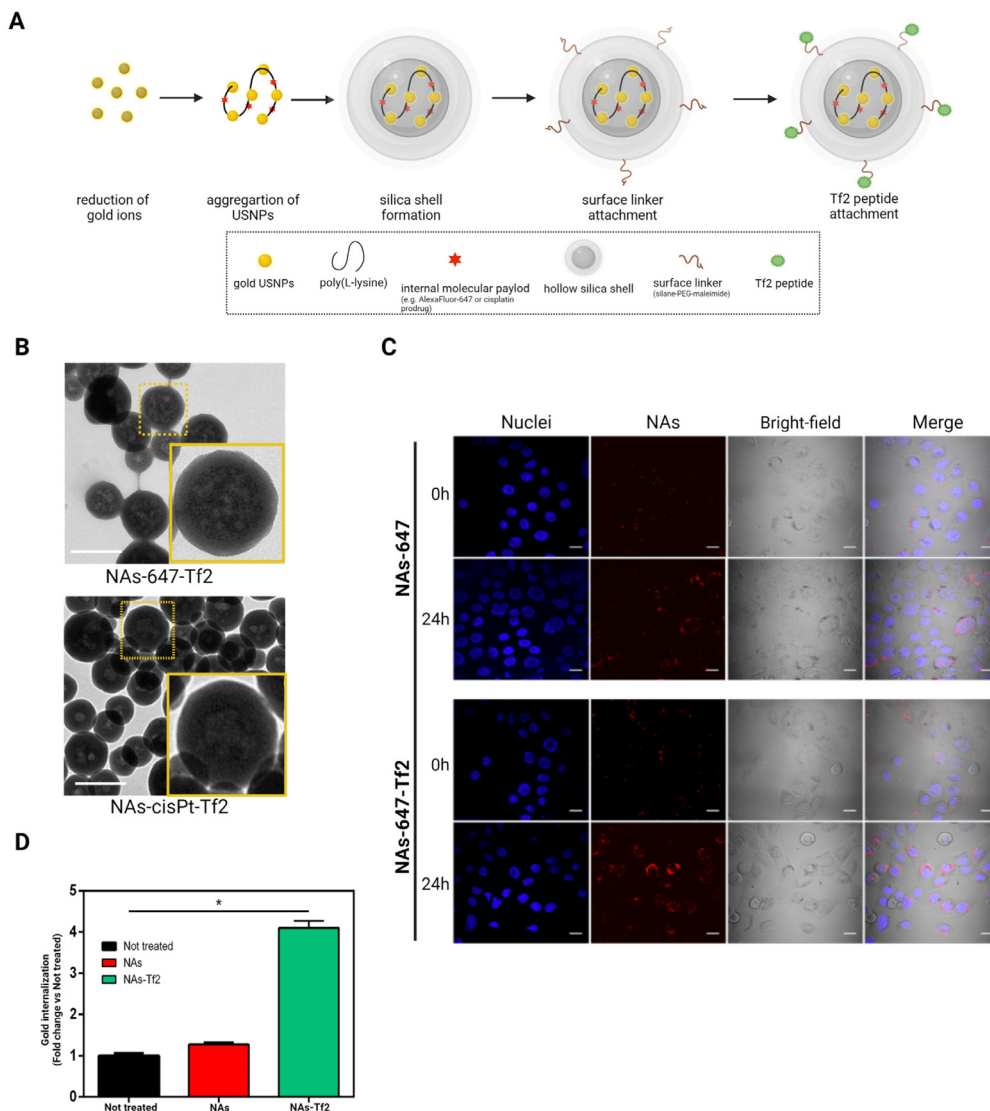 A
reduction of
gold ions
aggregartion of
USNPs
silica shell
formation
surface linker
attachment
Tf2 peptide
attachment
gold USNPs
poly(L-lysine)
internal molecular paylod
(e.g. AlexaFluor-647 or cisplatin
prodrug)
hollow silica shell
surface linker
(silane-PEG-maleimide)
Tf2 peptide
B
NAs-647-Tf2
NAs-cisPt-Tf2
C
Nuclei
NAs
Bright-field
Merge
NAs-647
0h
24h
NAs-647-Tf2
0h
24h
D
Gold internalization
(Fold change vs Not treated)
5
4
3
2
1
0
*
Not treated
NAs
NAs-Tf2
Not treated
NAs
NAs-Tf2